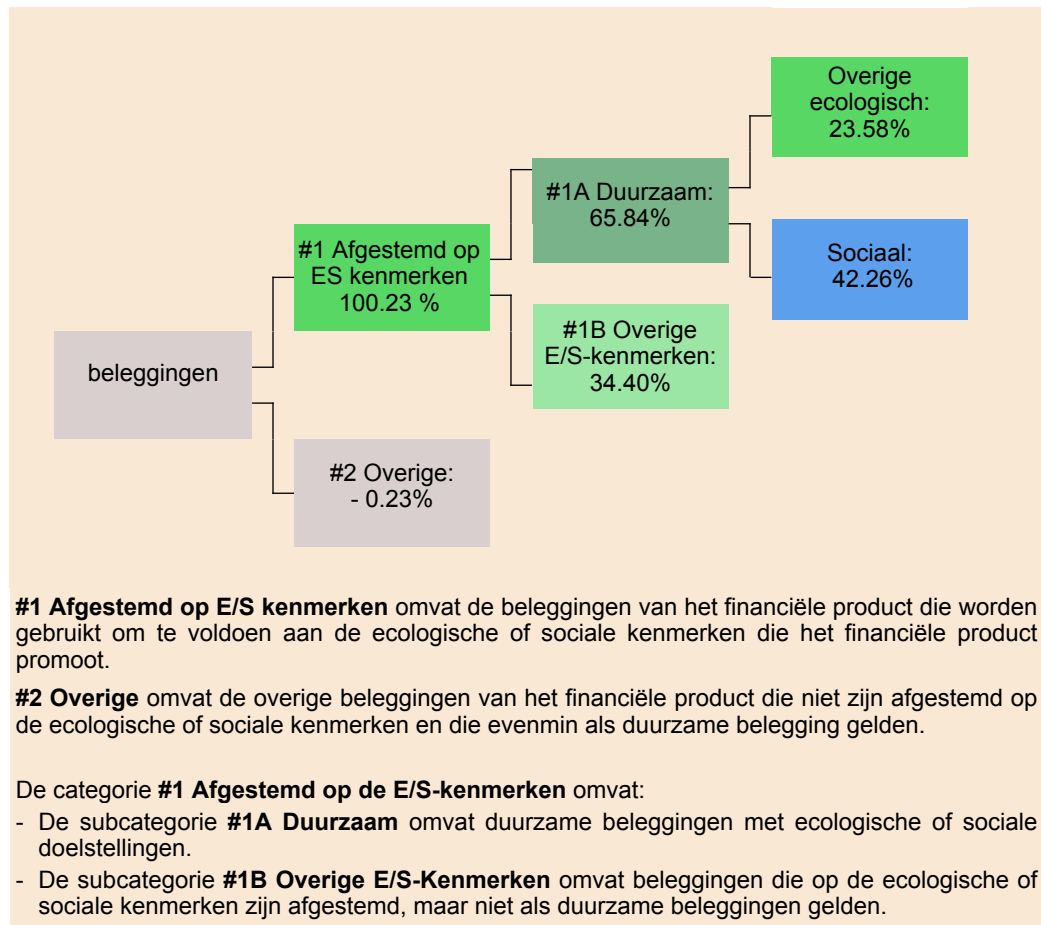 Overige
ecologisch:
23.58%
#1A Duurzaam:
65.84%
#1 Afgestemd op
ES kenmerken
100.23 %
Sociaal:
42.26%
#1B Overige
E/S-kenmerken:
34.40%
beleggingen
#2 Overige:
- 0.23%
#1 Afgestemd op E/S kenmerken omvat de beleggingen van het financiële product die worden
gebruikt om te voldoen aan de ecologische of sociale kenmerken die het financiële product
promoot.
#2 Overige omvat de overige beleggingen van het financiële product die niet zijn afgestemd op
de ecologische of sociale kenmerken en die evenmin als duurzame belegging gelden.
De categorie #1 Afgestemd op de E/S-kenmerken omvat:
- De subcategorie #1A Duurzaam omvat duurzame beleggingen met ecologische of sociale
doelstellingen.
- De subcategorie #1B Overige E/S-Kenmerken omvat beleggingen die op de ecologische of
sociale kenmerken zijn afgestemd, maar niet als duurzame beleggingen gelden.